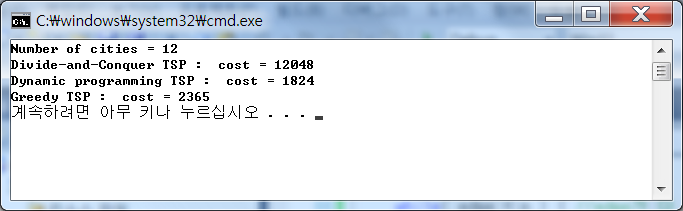 C:₩windows₩system32₩cmd.exe
Number of cities = 12
Divide-and-Conquer TSP :  cost = 12048
Dynamic programming TSP :  cost = 1824
Greedy TSP :  cost = 2365
계속하려면 아무 키나 누르십시오 . . .